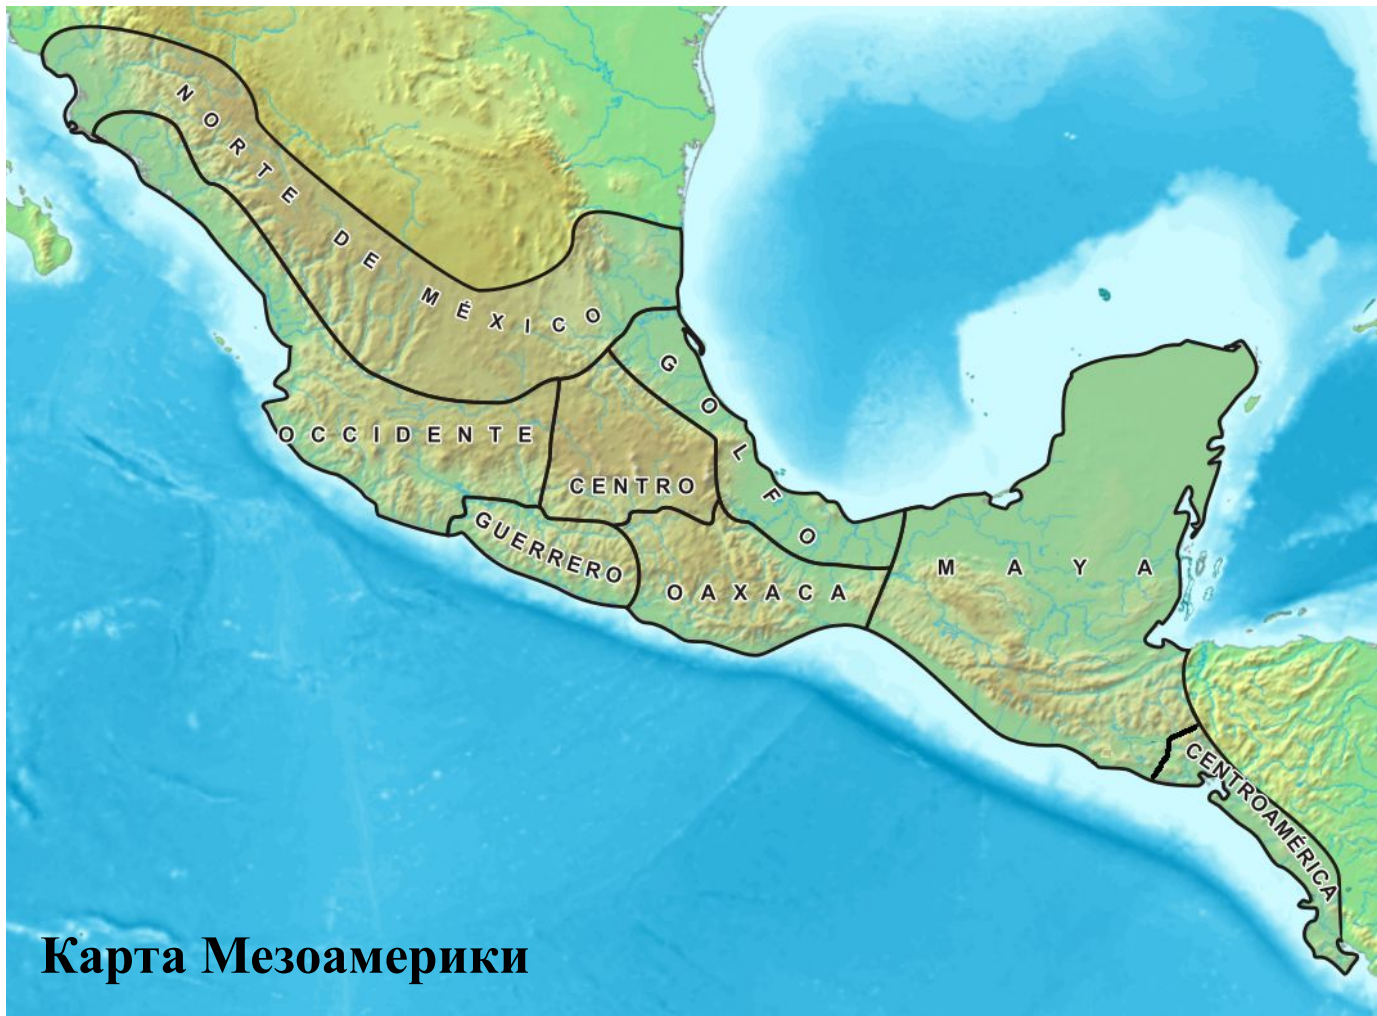 NORTE DE MÉXICO
GOLFO
OCCIDENTE
CENTRO
GUERRERO
OAXACA
MAYA
CENTROAMÉRICA
Карта Мезоамерики